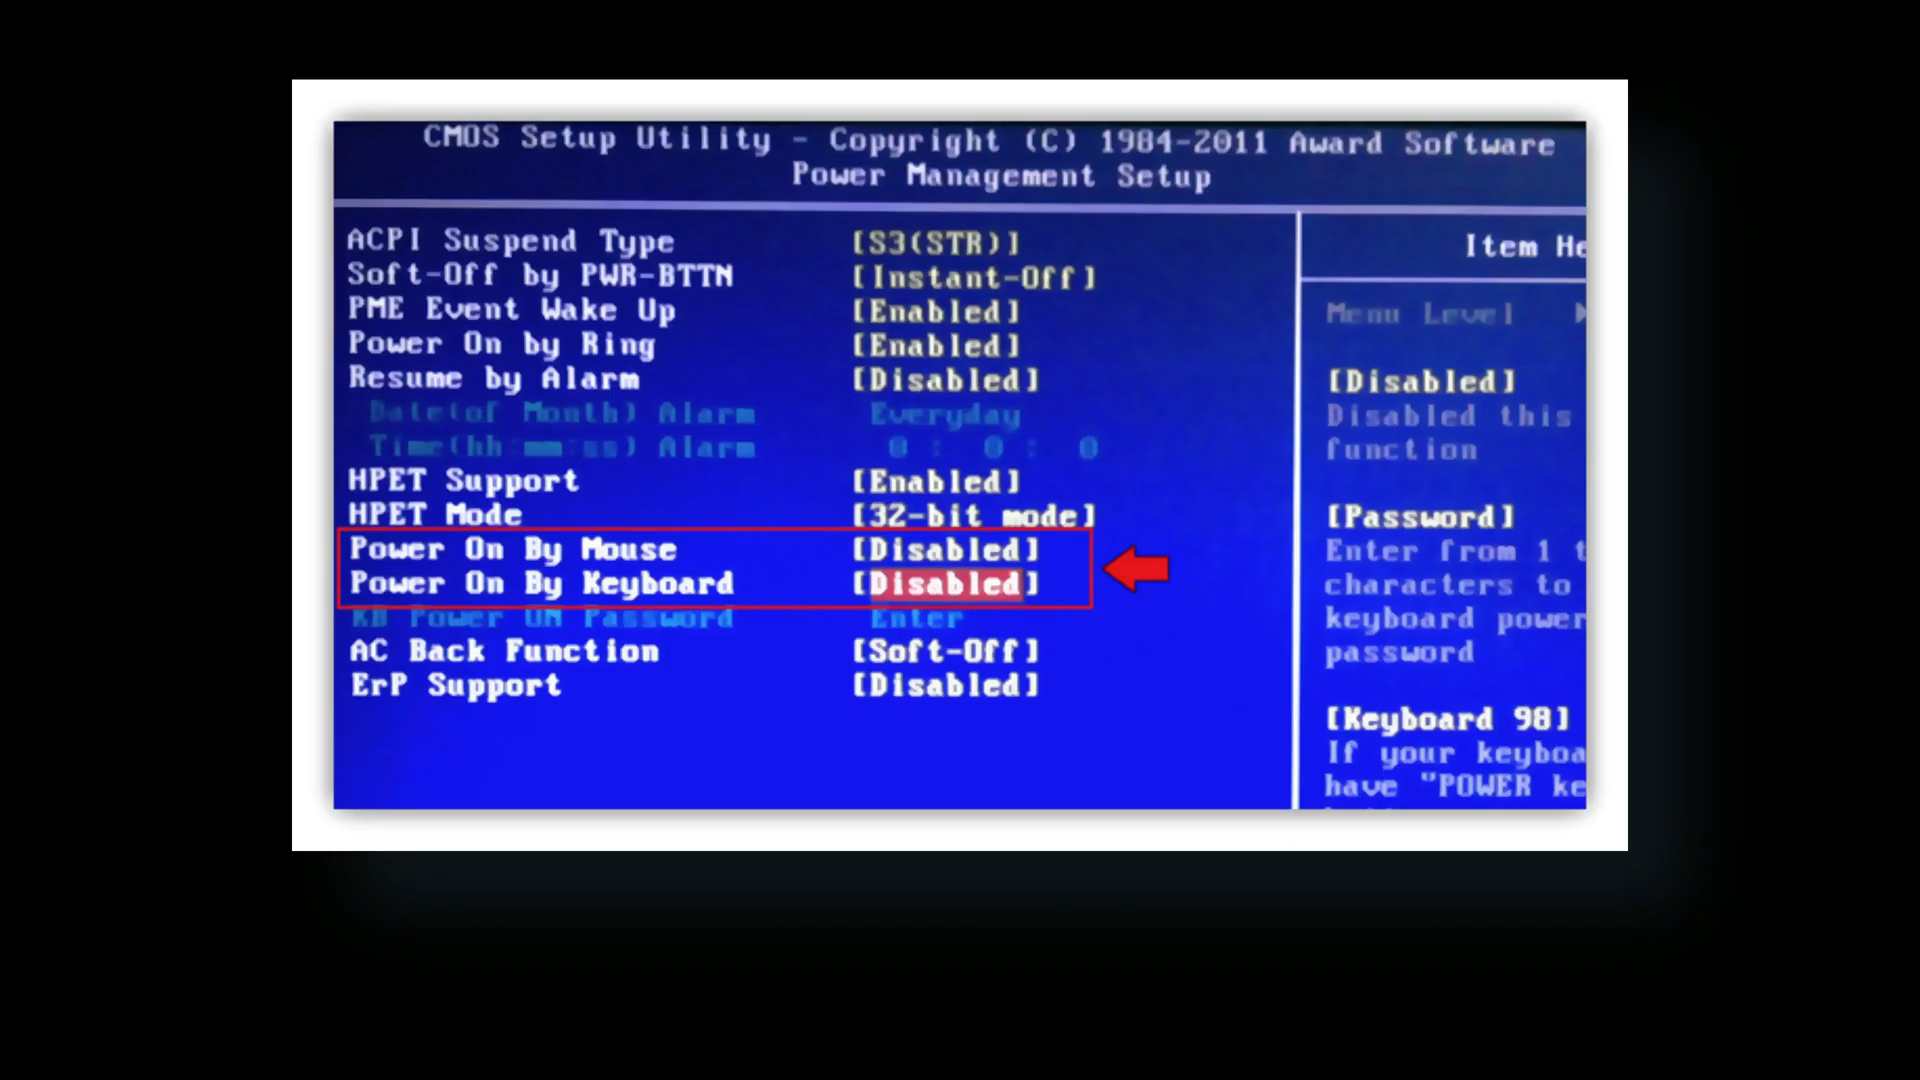 CMOS Setup Utility - Copyright (C) 1984-2011 Award Software
Power Management Setup
ACPI Suspend Type [S3(STR)]
Soft-Off by PWR-BTTN [Instant-Off]
PME Event Wake Up [Enabled]
Power On by Ring [Enabled]
Resume by Alarm [Disabled]
Date(of Month) Alarm Everyday
Time(hh:mm:ss) Alarm 0 : 0 : 0
HPET Support [Enabled]
HPET Mode [32-bit mode]
Power On By Mouse [Disabled]
Power On By Keyboard [Disabled]
KB Power ON Password Enter
AC Back Function [Soft-Off]
ErP Support [Disabled]
Item He
Menu Level
[Disabled]
Disabled this
function
[Password]
Enter from 1 t
characters to
keyboard power
password
[Keyboard 98]
If your keyboa
have "POWER ke